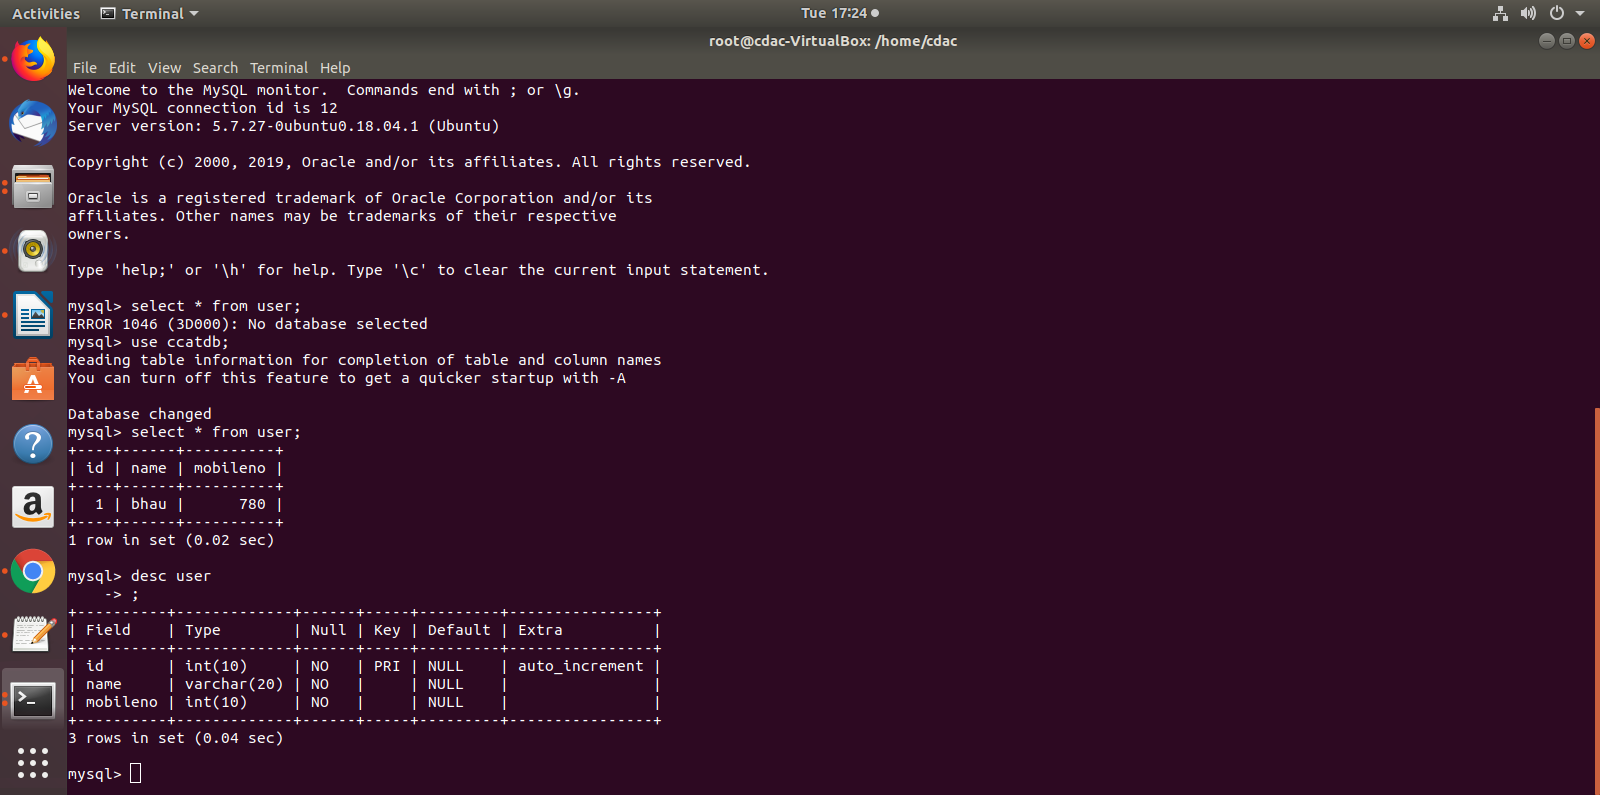 Activities Terminal Tue 17:24
root@cdac-VirtualBox: /home/cdac
File Edit View Search Terminal Help
Welcome to the MySQL monitor.  Commands end with ; or \g.
Your MySQL connection id is 12
Server version: 5.7.27-0ubuntu0.18.04.1 (Ubuntu)
Copyright (c) 2000, 2019, Oracle and/or its affiliates. All rights reserved.
Oracle is a registered trademark of Oracle Corporation and/or its
affiliates. Other names may be trademarks of their respective
owners.
Type 'help;' or '\h' for help. Type '\c' to clear the current input statement.
mysql> select * from user;
ERROR 1046 (3D000): No database selected
mysql> use ccatdb;
Reading table information for completion of table and column names
You can turn off this feature to get a quicker startup with -A
Database changed
mysql> select * from user;
+----+------+----------+
| id | name | mobileno |
+----+------+----------+
|  1 | bhau |      780 |
+----+------+----------+
1 row in set (0.02 sec)
mysql> desc user
    -> ;
+----------+-------------+------+-----+---------+----------------+
| Field    | Type        | Null | Key | Default | Extra          |
+----------+-------------+------+-----+---------+----------------+
| id       | int(10)     | NO   | PRI | NULL    | auto_increment |
| name     | varchar(20) | NO   |     | NULL    |                |
| mobileno | int(10)     | NO   |     | NULL    |                |
+----------+-------------+------+-----+---------+----------------+
3 rows in set (0.04 sec)
mysql>